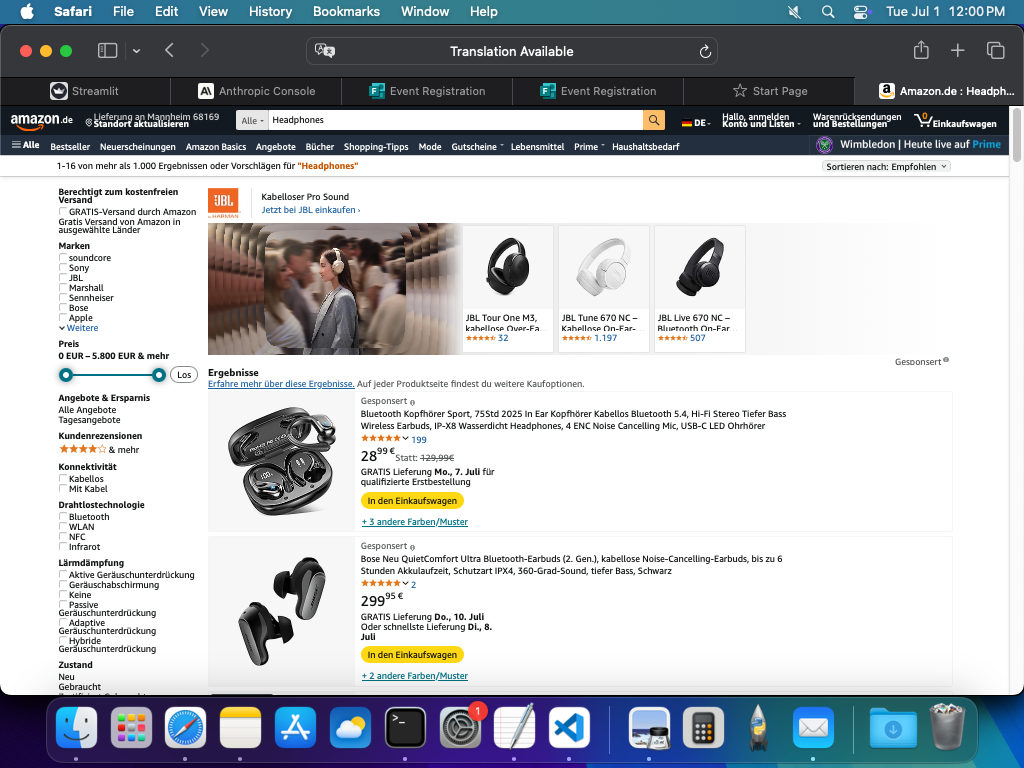 Safari File Edit View History Bookmarks Window Help Tue Jul 1 12:00 PM
Translation Available
Streamlit Anthropic Console Event Registration Event Registration Start Page Amazon.de : Headph...
amazon.de Lieferung an Mannheim 68169
Standort aktualisieren
Alle Headphones
DE
Hallo, anmelden
Konto und Listen
Warenrücksendungen
und Bestellungen
0 Einkaufswagen
Alle Bestseller Neuerscheinungen Amazon Basics Angebote Bücher Shopping-Tipps Mode Gutscheine Lebensmittel Prime Haushaltsbedarf Wimbledon | Heute live auf Prime
1-16 von mehr als 1.000 Ergebnisse oder Vorschlägen für "Headphones"
Sortieren nach: Empfohlen
Berechtigt zum kostenfreien
Versand
GRATIS-Versand durch Amazon
Gratis Versand von Amazon in
ausgewählte Länder
Marken
soundcore
Sony
JBL
Marshall
Sennheiser
Bose
Apple
Weitere
Preis
0 EUR – 5.800 EUR & mehr
Los
Angebote & Ersparnis
Alle Angebote
Tagesangebote
Kundenrezensionen
& mehr
Konnektivität
Kabellos
Mit Kabel
Drahtlostechnologie
Bluetooth
WLAN
NFC
Infrarot
Lärmdämpfung
Aktive Geräuschunterdrückung
Geräuschabschirmung
Keine
Passive
Geräuschunterdrückung
Adaptive
Geräuschunterdrückung
Hybride
Geräuschunterdrückung
Zustand
Neu
Gebraucht
JBL
by HARMAN
Kabelloser Pro Sound
Jetzt bei JBL einkaufen ›
JBL Tour One M3,
kabellose Over-Ea...
32
JBL Tune 670 NC –
Kabellose On-Ear-...
1.197
JBL Live 670 NC –
Bluetooth On-Ear...
507
Gesponsert
Ergebnisse
Erfahre mehr über diese Ergebnisse. Auf jeder Produktseite findest du weitere Kaufoptionen.
Gesponsert
Bluetooth Kopfhörer Sport, 75Std 2025 In Ear Kopfhörer Kabellos Bluetooth 5.4, Hi-Fi Stereo Tiefer Bass
Wireless Earbuds, IP-X8 Wasserdicht Headphones, 4 ENC Noise Cancelling Mic, USB-C LED Ohrhörer
199
28,99 € Statt: 129,99€
GRATIS Lieferung Mo., 7. Juli für
qualifizierte Erstbestellung
In den Einkaufswagen
+ 3 andere Farben/Muster
Gesponsert
Bose Neu QuietComfort Ultra Bluetooth-Earbuds (2. Gen.), kabellose Noise-Cancelling-Earbuds, bis zu 6
Stunden Akkulaufzeit, Schutzart IPX4, 360-Grad-Sound, tiefer Bass, Schwarz
2
299,95 €
GRATIS Lieferung Do., 10. Juli
Oder schnellste Lieferung Di., 8.
Juli
In den Einkaufswagen
+ 2 andere Farben/Muster
1